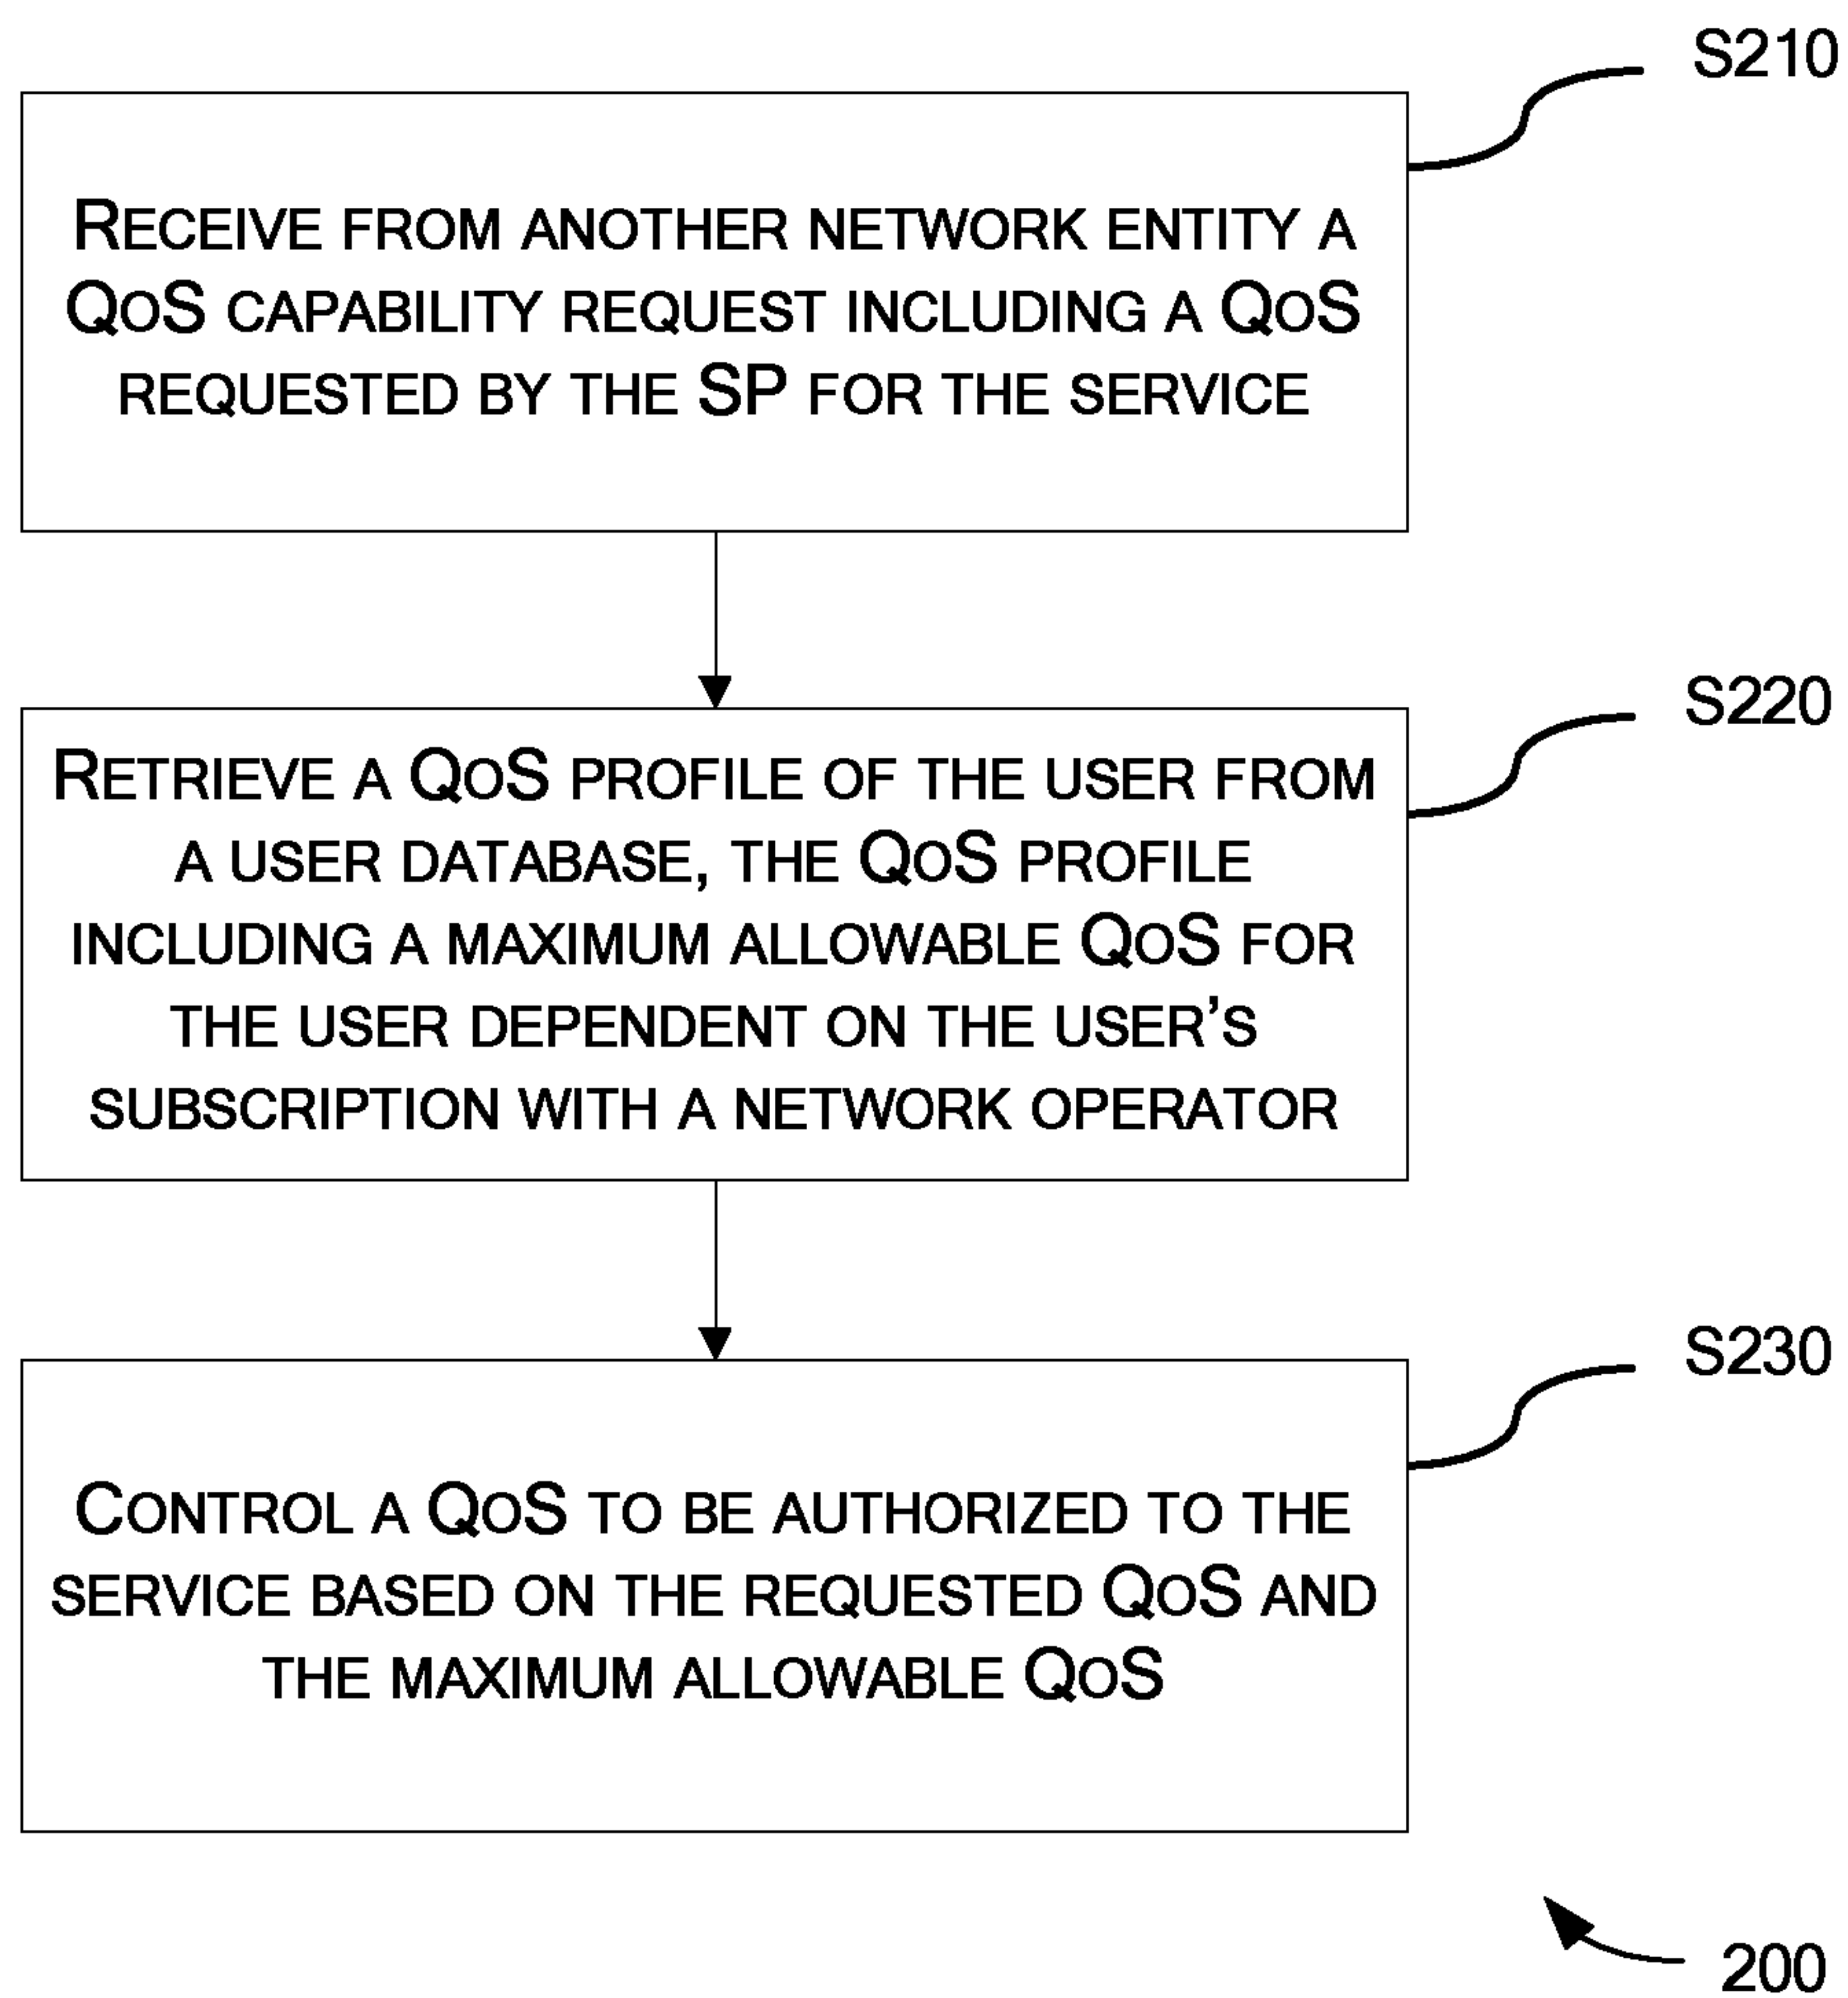 S210
RECEIVE FROM ANOTHER NETWORK ENTITY A
QOS CAPABILITY REQUEST INCLUDING A QOS
REQUESTED BY THE SP FOR THE SERVICE
S220
RETRIEVE A QOS PROFILE OF THE USER FROM
A USER DATABASE, THE QOS PROFILE
INCLUDING A MAXIMUM ALLOWABLE QOS FOR
THE USER DEPENDENT ON THE USER'S
SUBSCRIPTION WITH A NETWORK OPERATOR
S230
CONTROL A QOS TO BE AUTHORIZED TO THE
SERVICE BASED ON THE REQUESTED QOS AND
THE MAXIMUM ALLOWABLE QOS
200